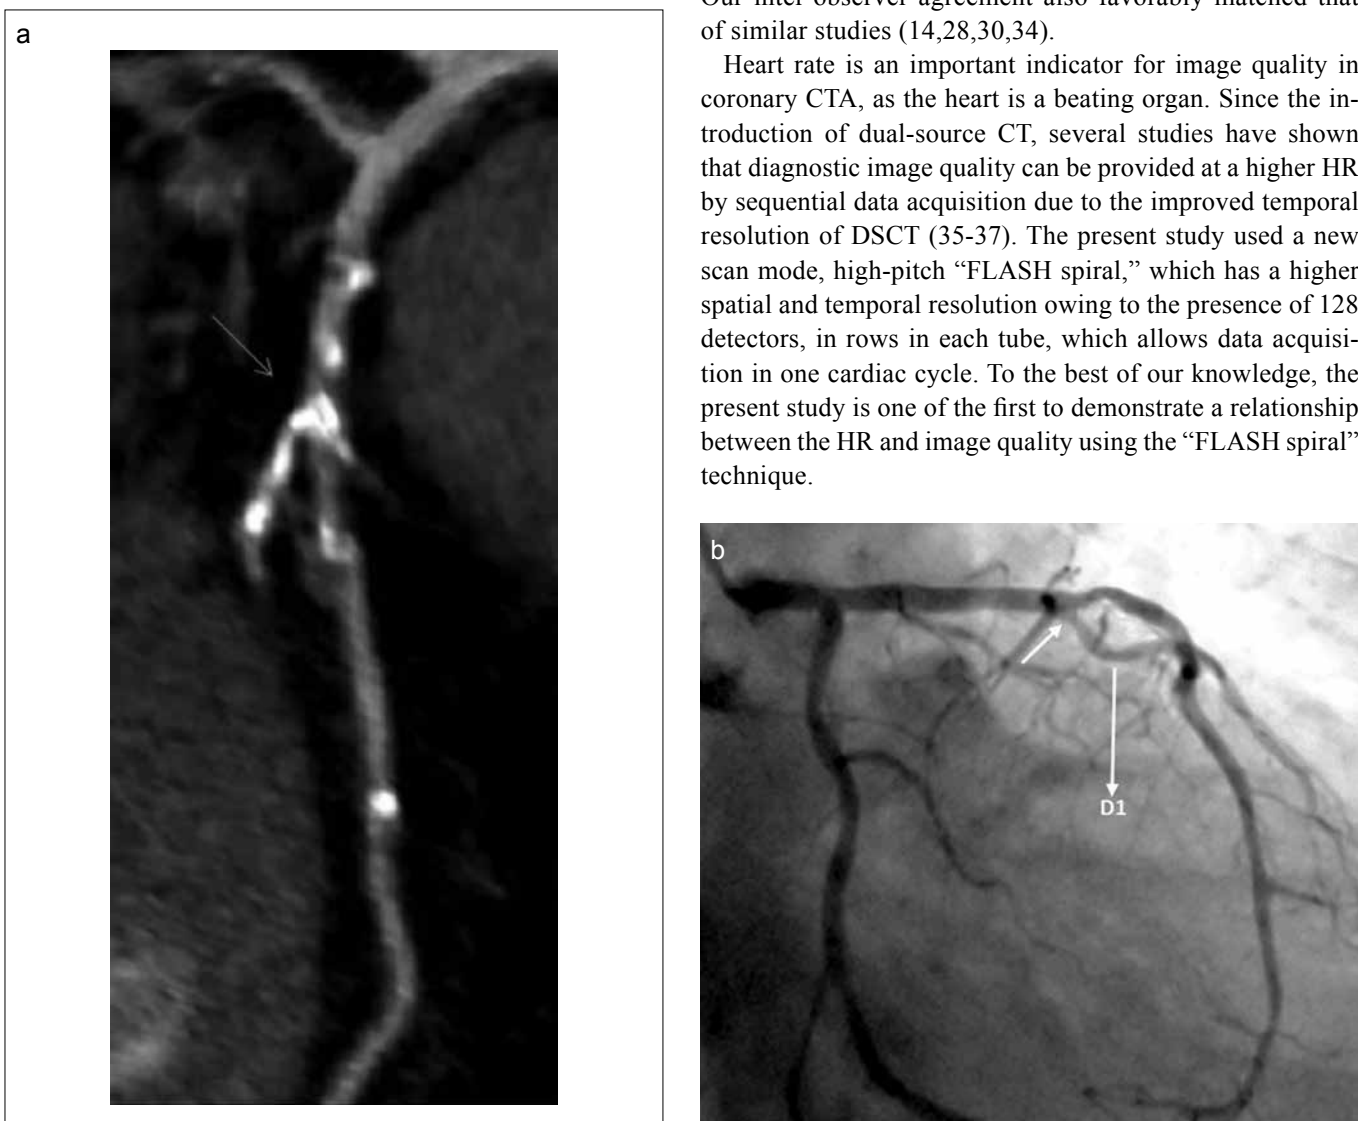 a
Our inter-observer agreement also favorably matched that
of similar studies (14,28,30,34).
Heart rate is an important indicator for image quality in
coronary CTA, as the heart is a beating organ. Since the in-
troduction of dual-source CT, several studies have shown
that diagnostic image quality can be provided at a higher HR
by sequential data acquisition due to the improved temporal
resolution of DSCT (35-37). The present study used a new
scan mode, high-pitch “FLASH spiral,” which has a higher
spatial and temporal resolution owing to the presence of 128
detectors, in rows in each tube, which allows data acquisi-
tion in one cardiac cycle. To the best of our knowledge, the
present study is one of the first to demonstrate a relationship
between the HR and image quality using the “FLASH spiral”
technique.
b
D1